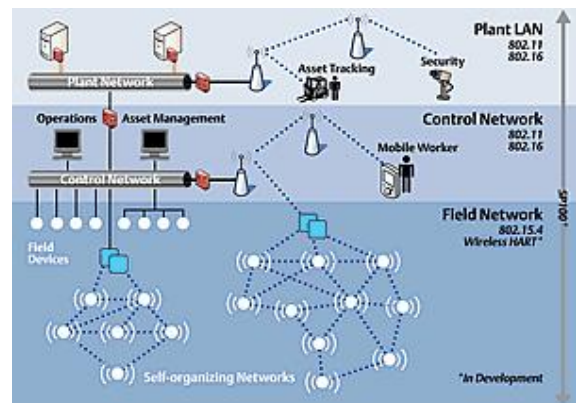 Plant LAN
802.11
802.16
Asset Tracking
Security
Plant Network
Operations
Asset Management
Control Network
802.11
802.16
Mobile Worker
Control Network
SP100*
Field Network
802.15.4
Wireless HART*
Field
Devices
Self-organizing Networks
*In Development